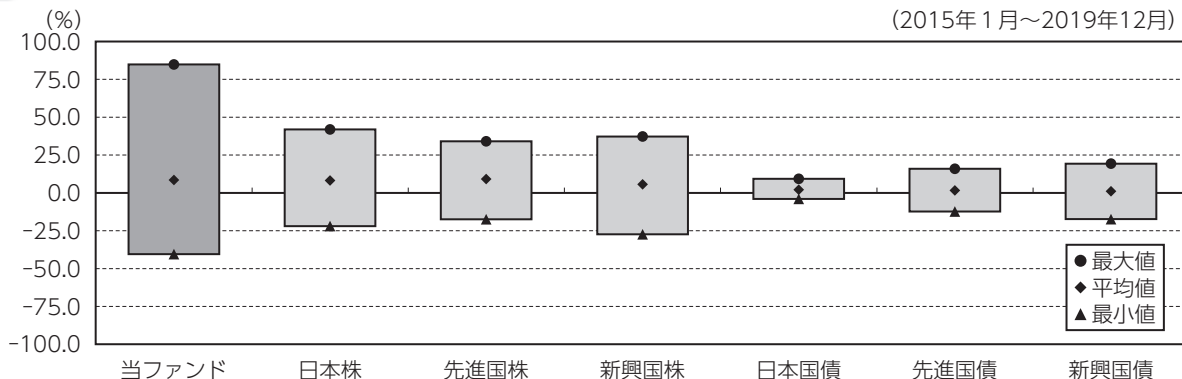 (%)
(2015年1月～2019年12月)
100.0
75.0
50.0
25.0
0.0
-25.0
-50.0
-75.0
-100.0
●最大値
◆平均値
▲最小値
当ファンド 日本株 先進国株 新興国株 日本国債 先進国債 新興国債